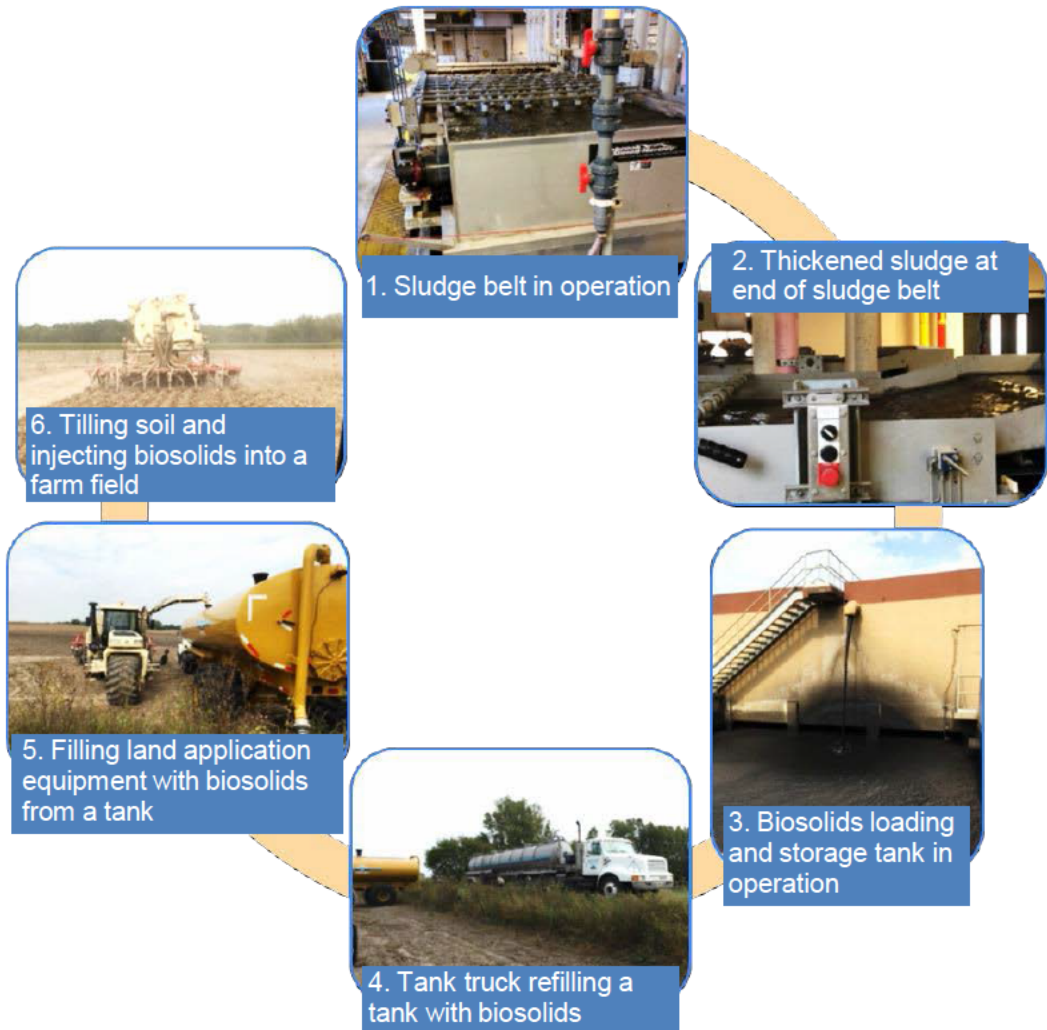 1. Sludge belt in operation
2. Thickened sludge at
end of sludge belt
3. Biosolids loading
and storage tank in
operation
4. Tank truck refilling a
tank with biosolids
5. Filling land application
equipment with biosolids
from a tank
6. Tilling soil and
injecting biosolids into a
farm field